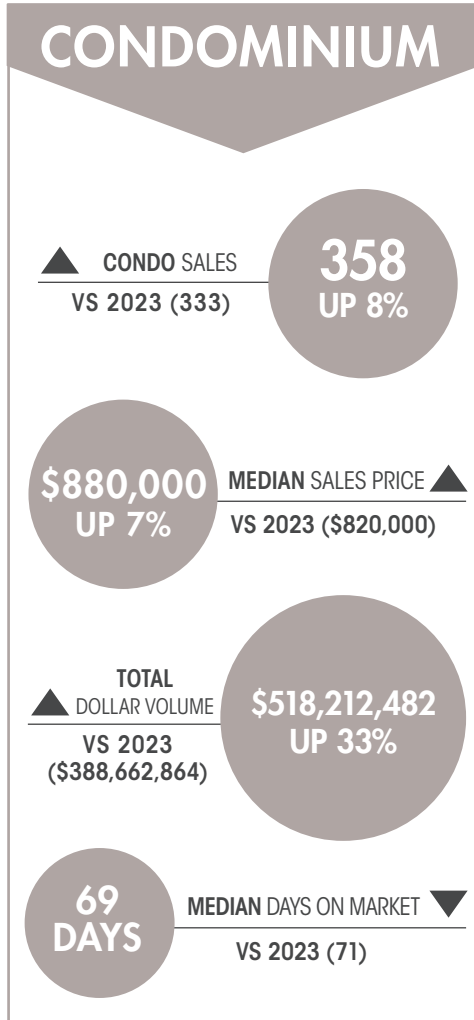 CONDOMINIUM
CONDO SALES
VS 2023 (333)
358
UP 8%
$880,000
UP 7%
MEDIAN SALES PRICE
VS 2023 ($820,000)
TOTAL
DOLLAR VOLUME
VS 2023
($388,662,864)
$518,212,482
UP 33%
69
DAYS
MEDIAN DAYS ON MARKET
VS 2023 (71)